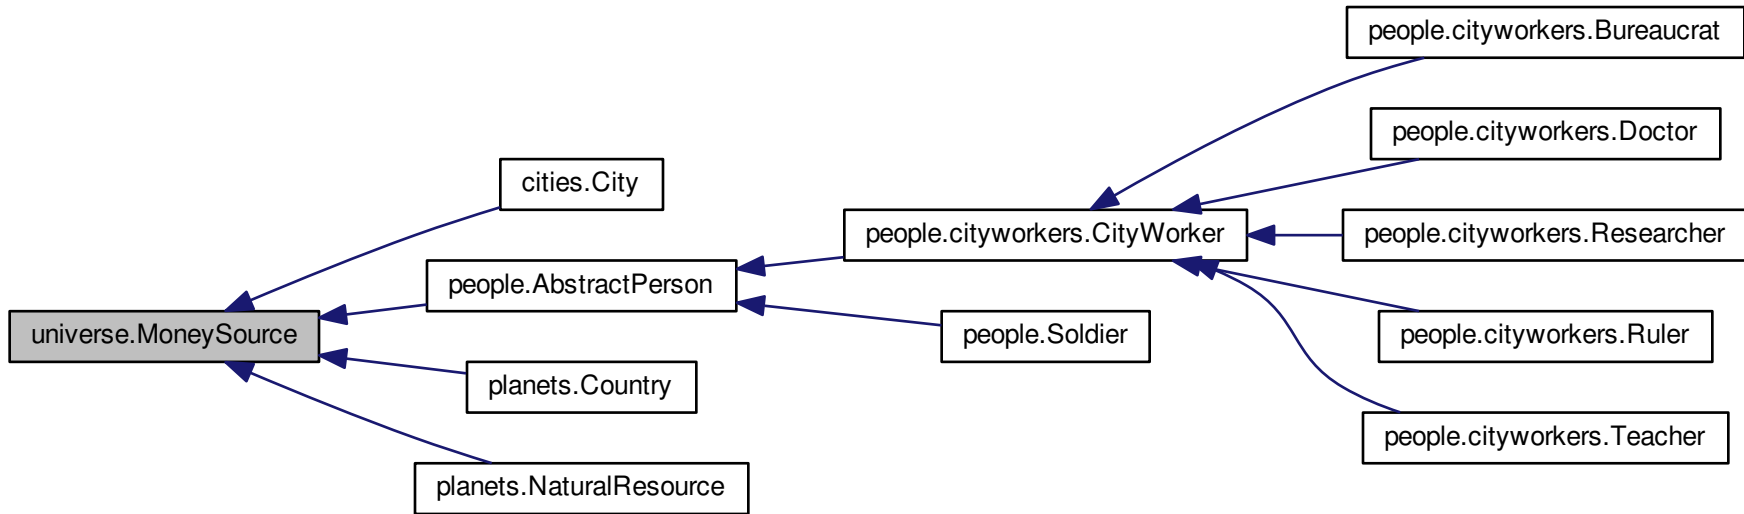 people.cityworkers.Bureaucrat
people.cityworkers.Doctor
cities.City
people.cityworkers.CityWorker
people.cityworkers.Researcher
people.AbstractPerson
universe.MoneySource
people.Soldier
people.cityworkers.Ruler
planets.Country
people.cityworkers.Teacher
planets.NaturalResource